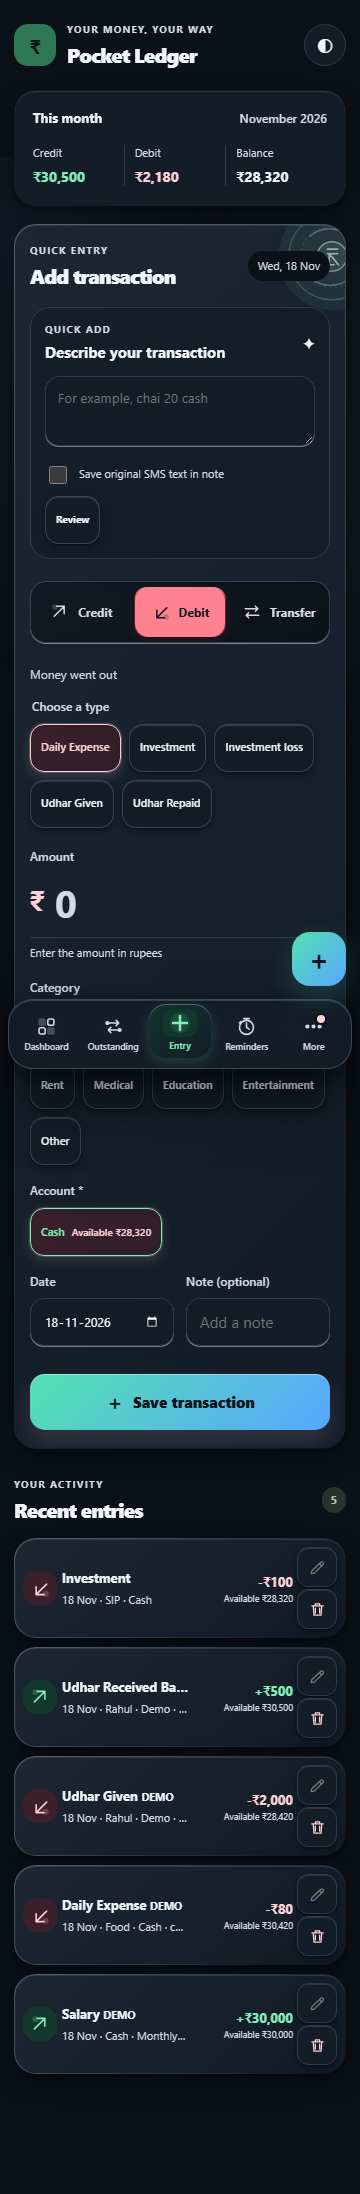 ₹
YOUR MONEY, YOUR WAY
Pocket Ledger
This month
November 2026
Credit
Debit
Balance
₹30,500
₹2,180
₹28,320
QUICK ENTRY
Add transaction
Wed, 18 Nov
QUICK ADD
Describe your transaction
For example, chai 20 cash
Save original SMS text in note
Review
Credit
Debit
Transfer
Money went out
Choose a type
Daily Expense
Investment
Investment loss
Udhar Given
Udhar Repaid
Amount
₹ 0
Enter the amount in rupees
+
Category
Dashboard
Outstanding
Entry
Reminders
More
Rent
Medical
Education
Entertainment
Other
Account *
Cash Available ₹28,320
Date
Note (optional)
18-11-2026
Add a note
+ Save transaction
YOUR ACTIVITY
Recent entries
5
Investment
-₹100
18 Nov · SIP · Cash
Available ₹28,320
Udhar Received Ba...
+₹500
18 Nov · Rahul · Demo · ...
Available ₹30,500
Udhar Given DEMO
-₹2,000
18 Nov · Rahul · Demo · ...
Available ₹28,420
Daily Expense DEMO
-₹80
18 Nov · Food · Cash · c...
Available ₹30,420
Salary DEMO
+₹30,000
18 Nov · Cash · Monthly...
Available ₹30,000